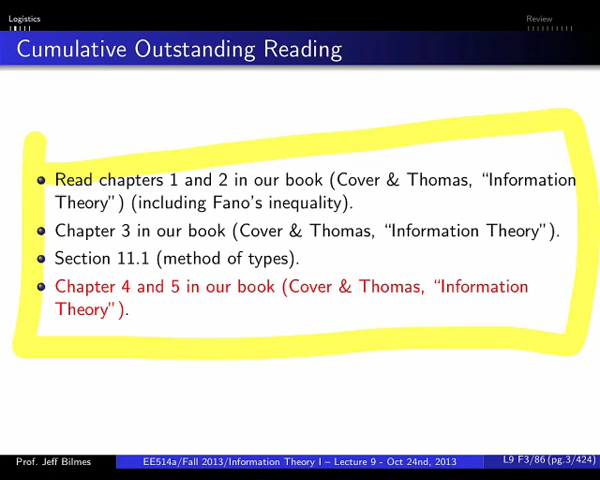 Logistics
Review
Cumulative Outstanding Reading
Read chapters 1 and 2 in our book (Cover & Thomas, “Information
Theory”) (including Fano’s inequality).
Chapter 3 in our book (Cover & Thomas, “Information Theory”).
Section 11.1 (method of types).
Chapter 4 and 5 in our book (Cover & Thomas, “Information
Theory”).
Prof. Jeff Bilmes
EE514a/Fall 2013/Information Theory I – Lecture 9 - Oct 24nd, 2013
L9 F3/86 (pg.3/424)